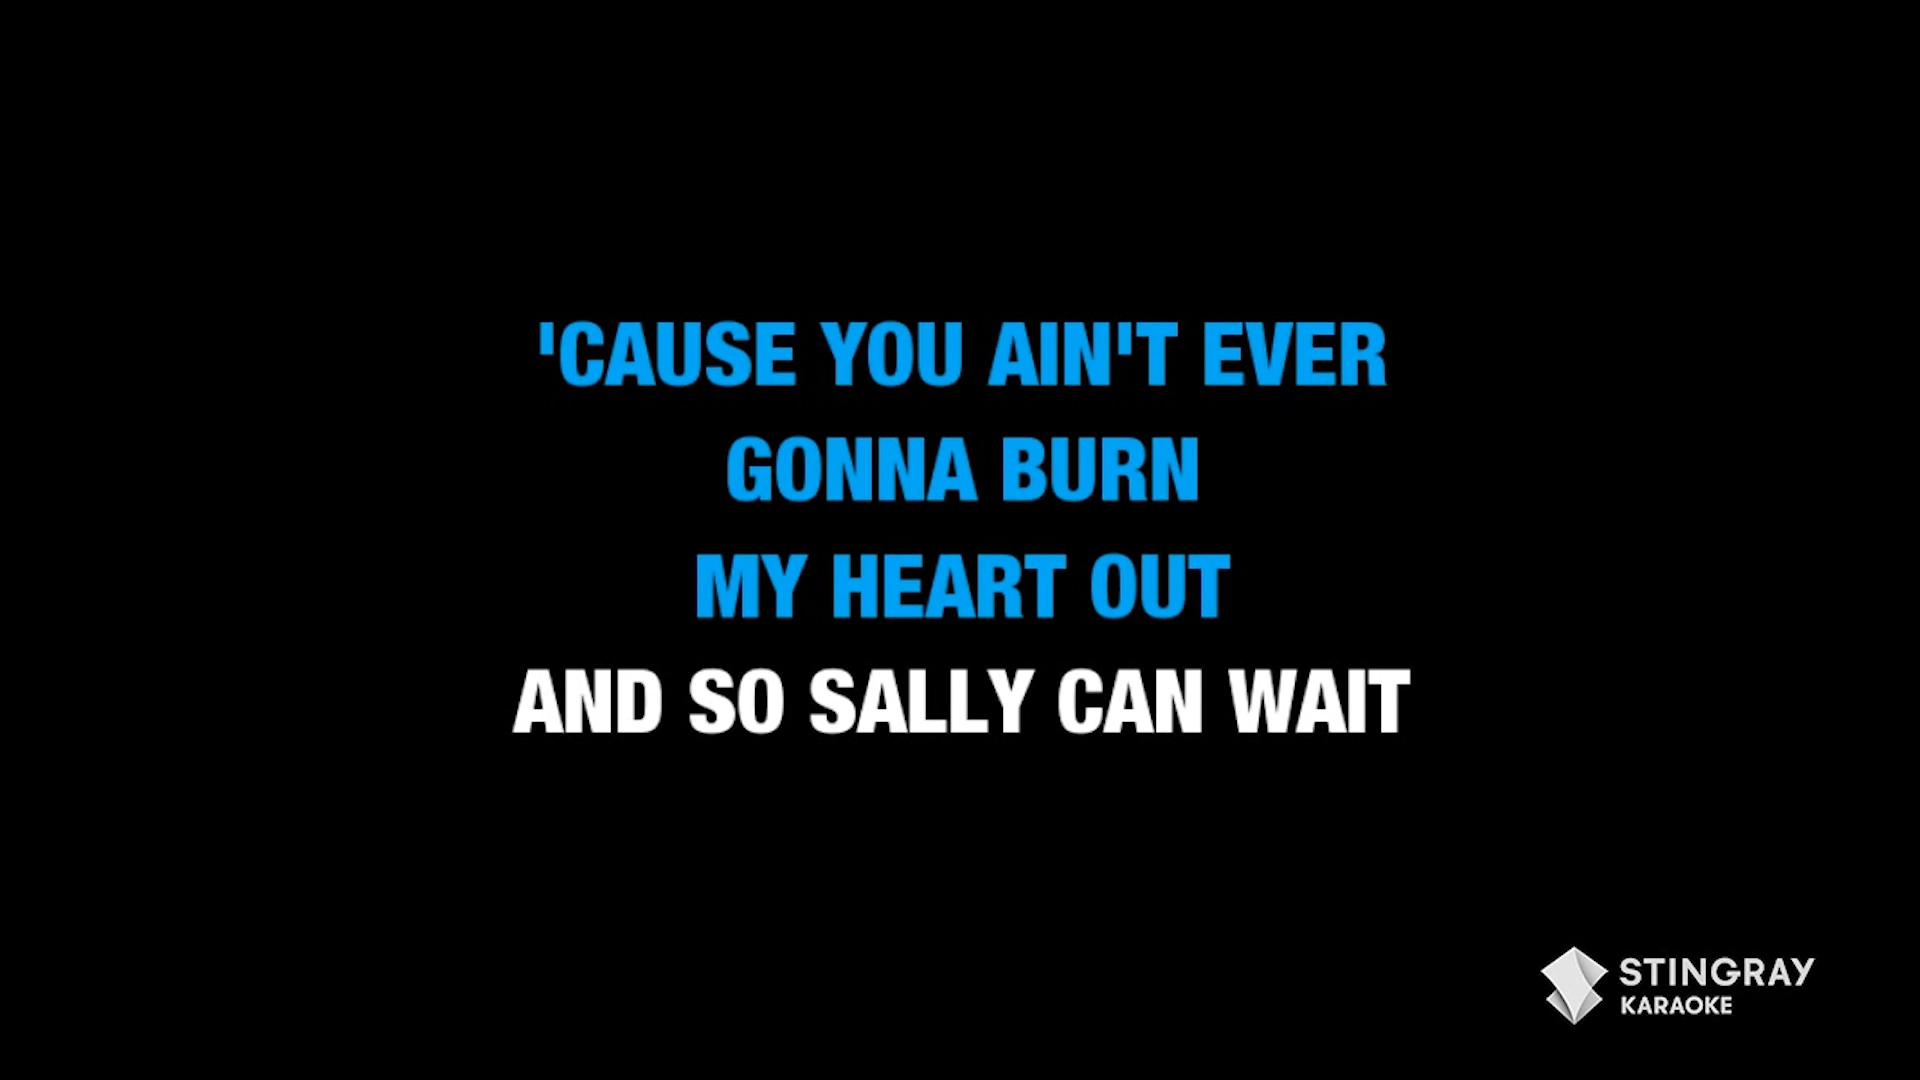 'CAUSE YOU AIN'T EVER
GONNA BURN
MY HEART OUT
AND SO SALLY CAN WAIT
STINGRAY
KARAOKE